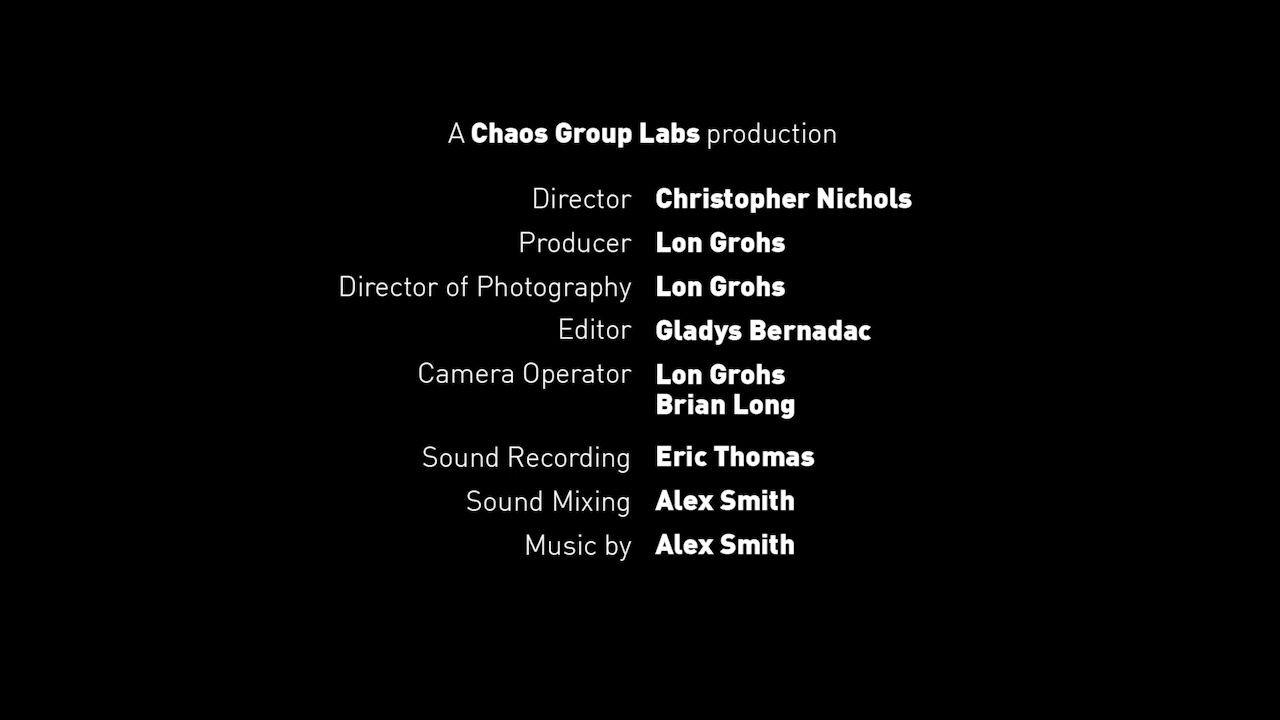 A Chaos Group Labs production
Director Christopher Nichols
Producer Lon Grohs
Director of Photography Lon Grohs
Editor Gladys Bernadac
Camera Operator Lon Grohs
Brian Long
Sound Recording Eric Thomas
Sound Mixing Alex Smith
Music by Alex Smith